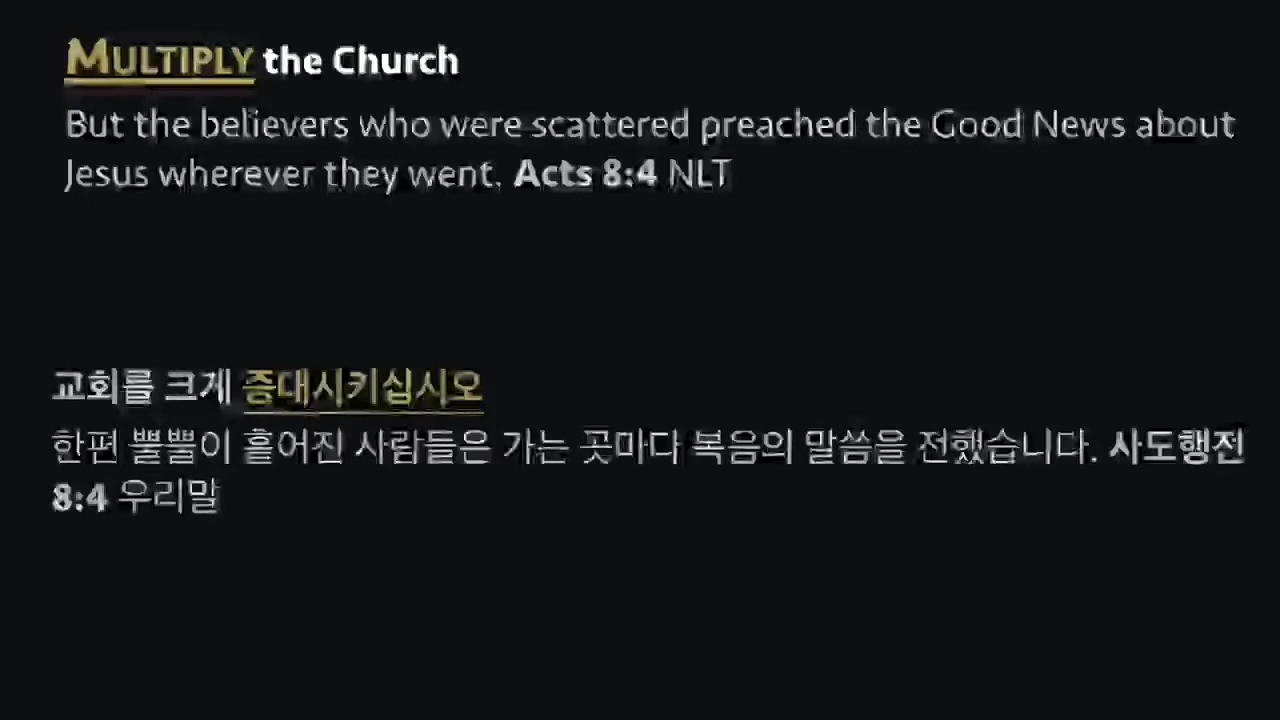 MULTIPLY the Church
But the believers who were scattered preached the Good News about
Jesus wherever they went. Acts 8:4 NLT
교회를 크게 증대시키십시오
한편 뿔뿔이 흩어진 사람들은 가는 곳마다 복음의 말씀을 전했습니다. 사도행전
8:4 우리말